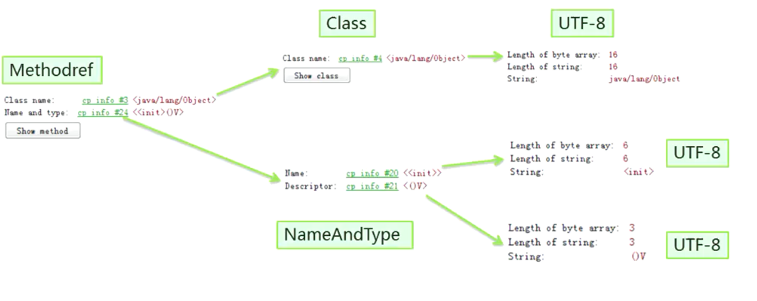 Class
UTF-8
Methodref
Class name: cp info #4 <java/lang/Object>
Show class
Length of byte array: 16
Length of string: 16
String: java/lang/Object
Class name: cp info #3 <java/lang/Object>
Name and type: cp info #24 <<init>()V>
Show method
Name: cp info #20 <<init>>
Descriptor: cp info #21 <()V>
Length of byte array: 6
Length of string: 6
String: <init>
UTF-8
NameAndType
Length of byte array: 3
Length of string: 3
String: ()V
UTF-8